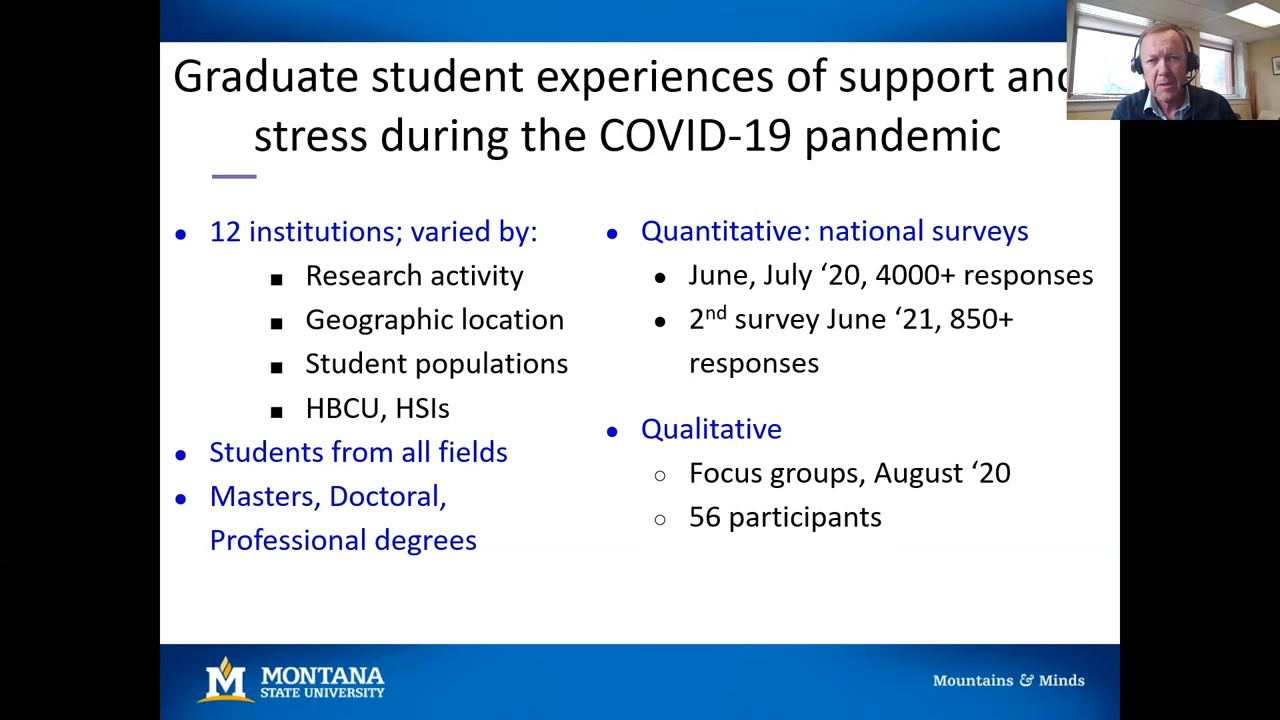 Graduate student experiences of support and
stress during the COVID-19 pandemic
● 12 institutions; varied by:
■ Research activity
■ Geographic location
■ Student populations
■ HBCU, HSIs
● Students from all fields
● Masters, Doctoral,
Professional degrees
● Quantitative: national surveys
● June, July ‘20, 4000+ responses
● 2nd survey June ‘21, 850+
responses
● Qualitative
○ Focus groups, August ‘20
○ 56 participants
M MONTANA
STATE UNIVERSITY
Mountains & Minds